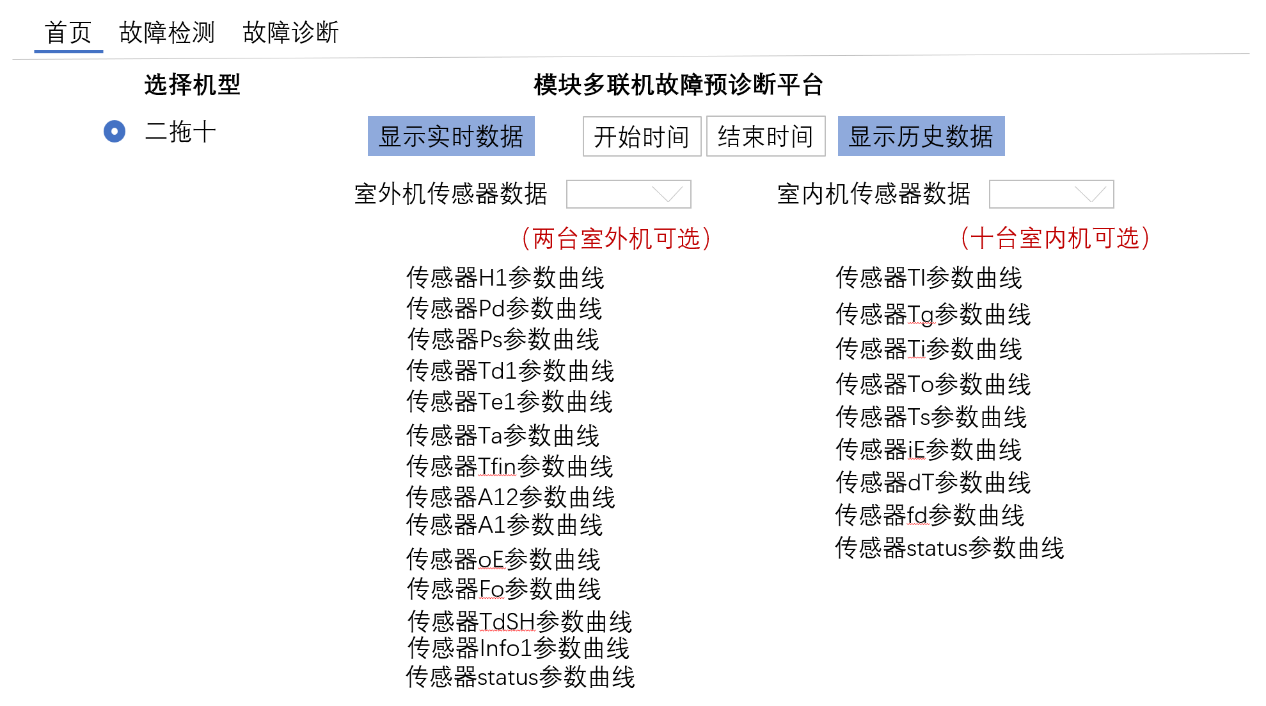 首页 故障检测 故障诊断
选择机型
模块多联机故障预诊断平台
二拖十
显示实时数据 开始时间 结束时间 显示历史数据
室外机传感器数据
室内机传感器数据
（两台室外机可选）
（十台室内机可选）
传感器H1参数曲线
传感器Pd参数曲线
传感器Ps参数曲线
传感器Td1参数曲线
传感器Te1参数曲线
传感器Ta参数曲线
传感器Tfin参数曲线
传感器A12参数曲线
传感器A1参数曲线
传感器oE参数曲线
传感器Fo参数曲线
传感器TdSH参数曲线
传感器Info1参数曲线
传感器status参数曲线
传感器Tl参数曲线
传感器Tg参数曲线
传感器Ti参数曲线
传感器To参数曲线
传感器Ts参数曲线
传感器iE参数曲线
传感器dT参数曲线
传感器fd参数曲线
传感器status参数曲线